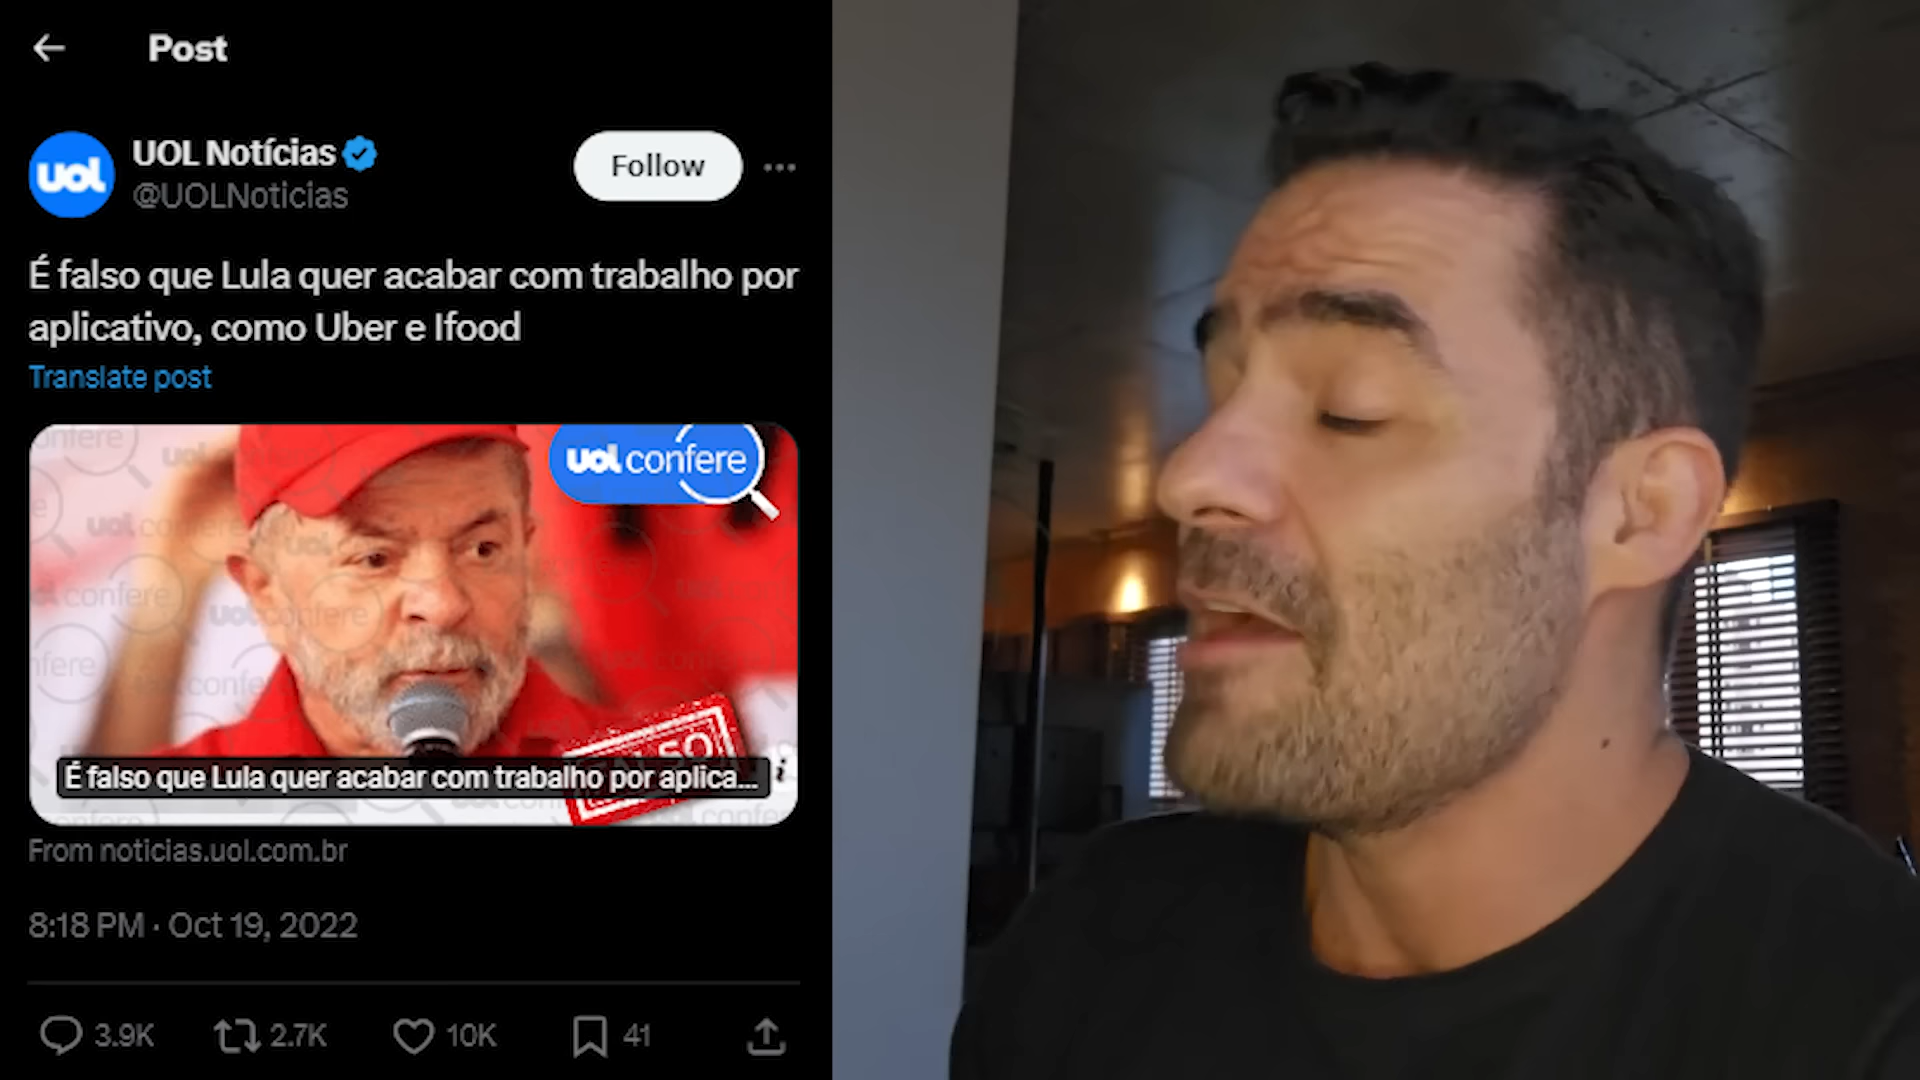 Post
uol
UOL Notícias
@UOLNoticias
Follow
É falso que Lula quer acabar com trabalho por
aplicativo, como Uber e Ifood
Translate post
uol confere
FALSO
É falso que Lula quer acabar com trabalho por aplica...
From noticias.uol.com.br
8:18 PM · Oct 19, 2022
3.9K
2.7K
10K
41